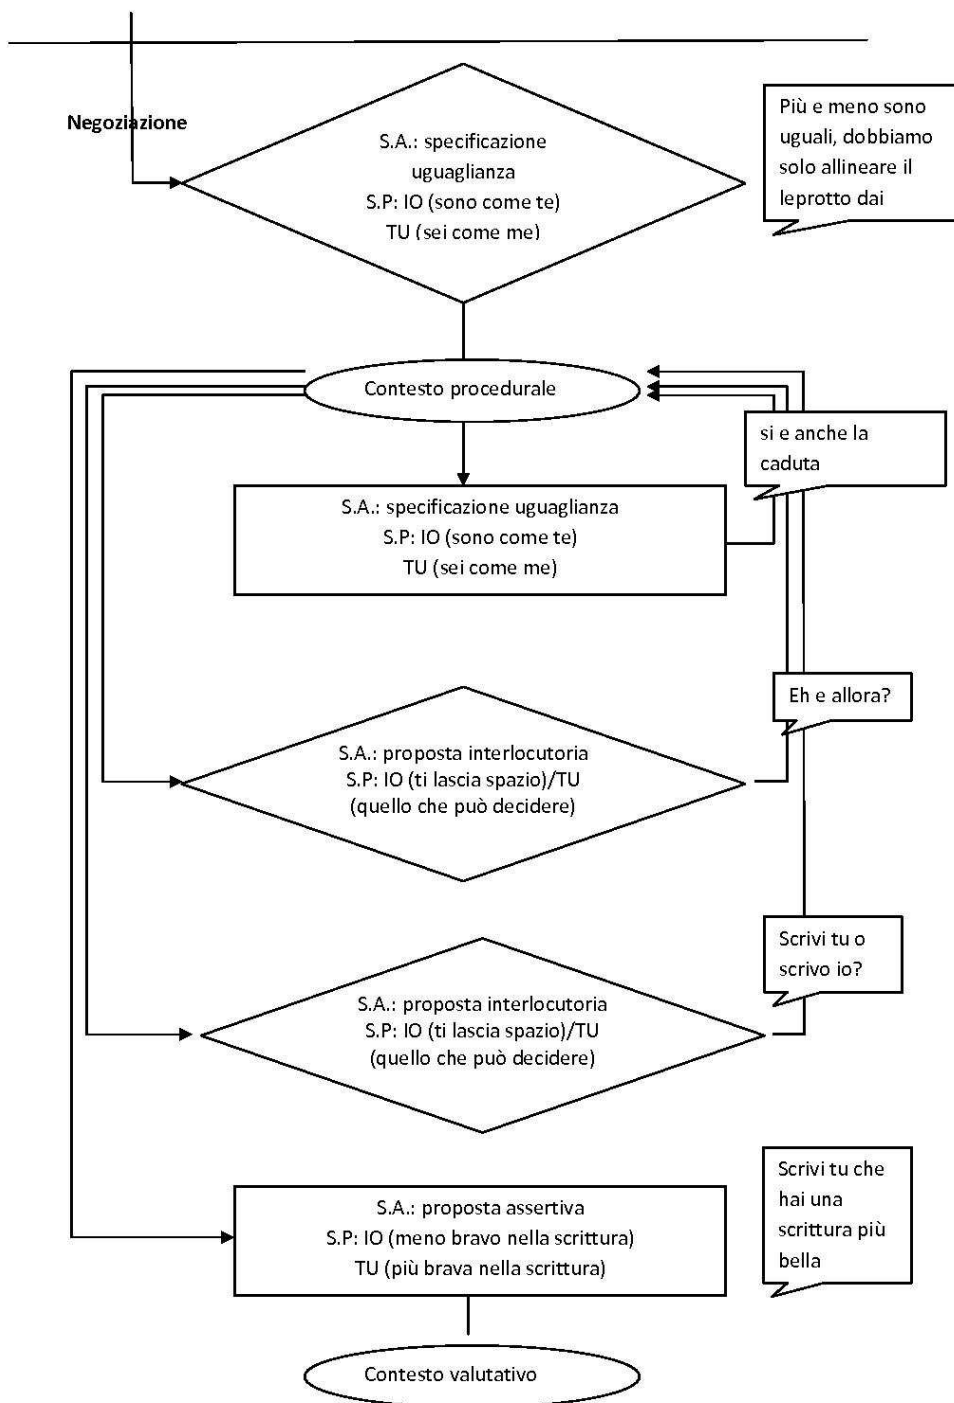 Negoziazione
S.A.: specificazione
uguaglianza
S.P: IO (sono come te)
TU (sei come me)
Più e meno sono
uguali, dobbiamo
solo allineare il
leprotto dai
Contesto procedurale
si e anche la
caduta
S.A.: specificazione uguaglianza
S.P: IO (sono come te)
TU (sei come me)
Eh e allora?
S.A.: proposta interlocutoria
S.P: IO (ti lascia spazio)/TU
(quello che può decidere)
Scrivi tu o
scrivo io?
S.A.: proposta interlocutoria
S.P: IO (ti lascia spazio)/TU
(quello che può decidere)
Scrivi tu che
hai una
scrittura più
bella
S.A.: proposta assertiva
S.P: IO (meno bravo nella scrittura)
TU (più brava nella scrittura)
Contesto valutativo